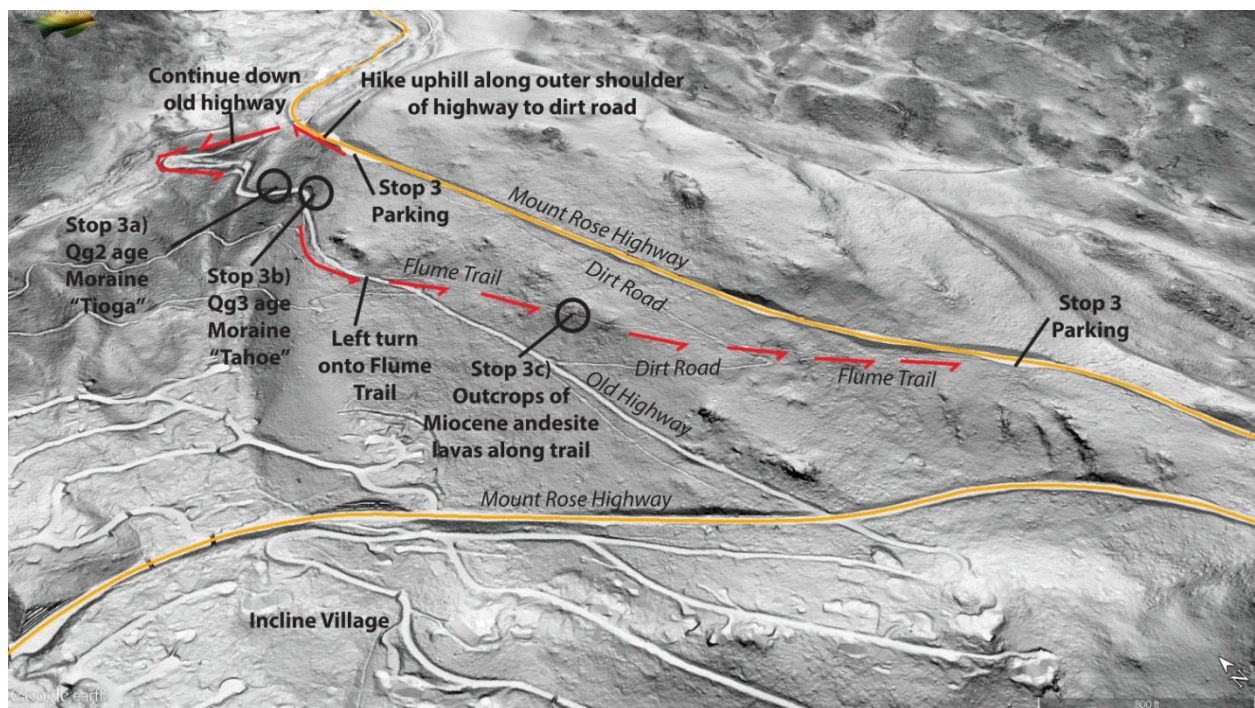 Continue down
old highway
Hike uphill along outer shoulder
of highway to dirt road
Stop 3
Parking
Mount Rose Highway
Stop 3a)
Qg2 age
Moraine
"Tioga"
Stop 3b)
Qg3 age
Moraine
"Tahoe"
Flume Trail
Dirt Road
Left turn
onto Flume
Trail
Stop 3c)
Outcrops of
Miocene andesite
lavas along trail
Dirt Road
Old Highway
Flume Trail
Stop 3
Parking
Mount Rose Highway
Incline Village
Google earth
N
800 ft